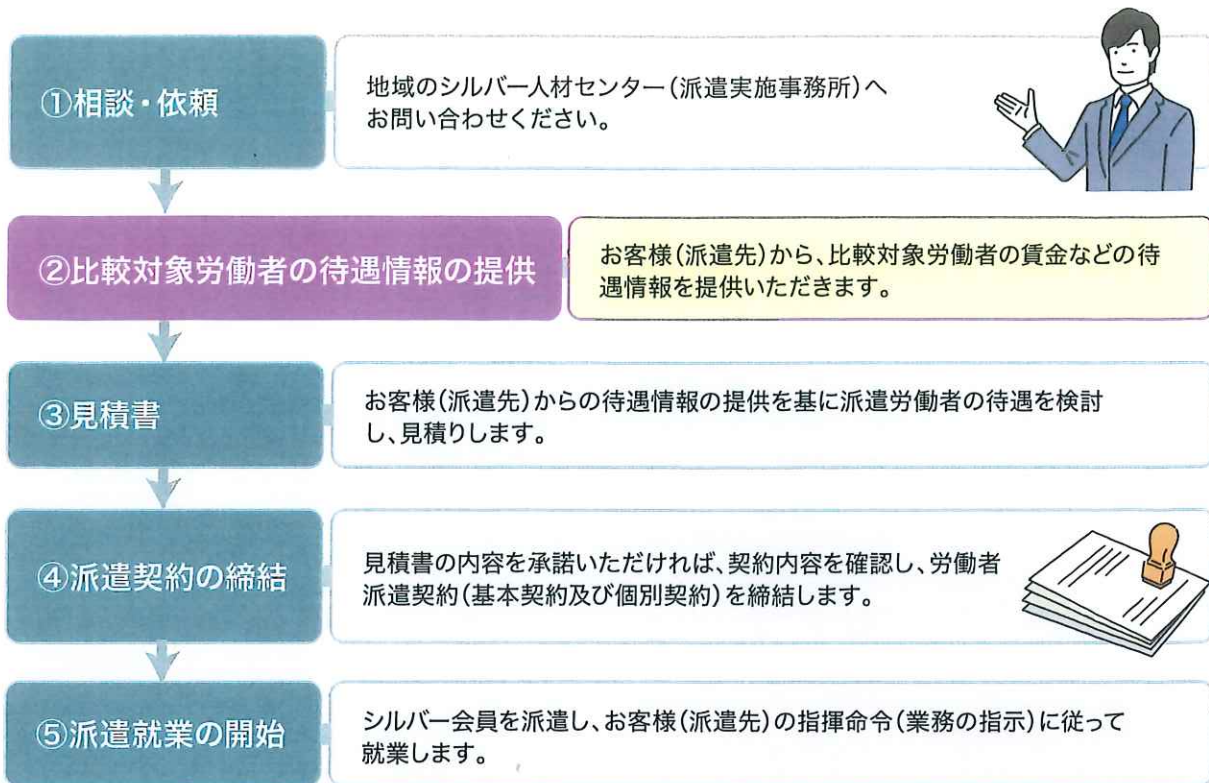 ①相談・依頼
地域のシルバー人材センター(派遣実施事務所)へ
お問い合わせください。
②比較対象労働者の待遇情報の提供
お客様(派遣先)から、比較対象労働者の賃金などの待
遇情報を提供いただきます。
③見積書
お客様(派遣先)からの待遇情報の提供を基に派遣労働者の待遇を検討
し、見積りします。
④派遣契約の締結
見積書の内容を承諾いただければ、契約内容を確認し、労働者
派遣契約(基本契約及び個別契約)を締結します。
⑤派遣就業の開始
シルバー会員を派遣し、お客様(派遣先)の指揮命令(業務の指示)に従って
就業します。